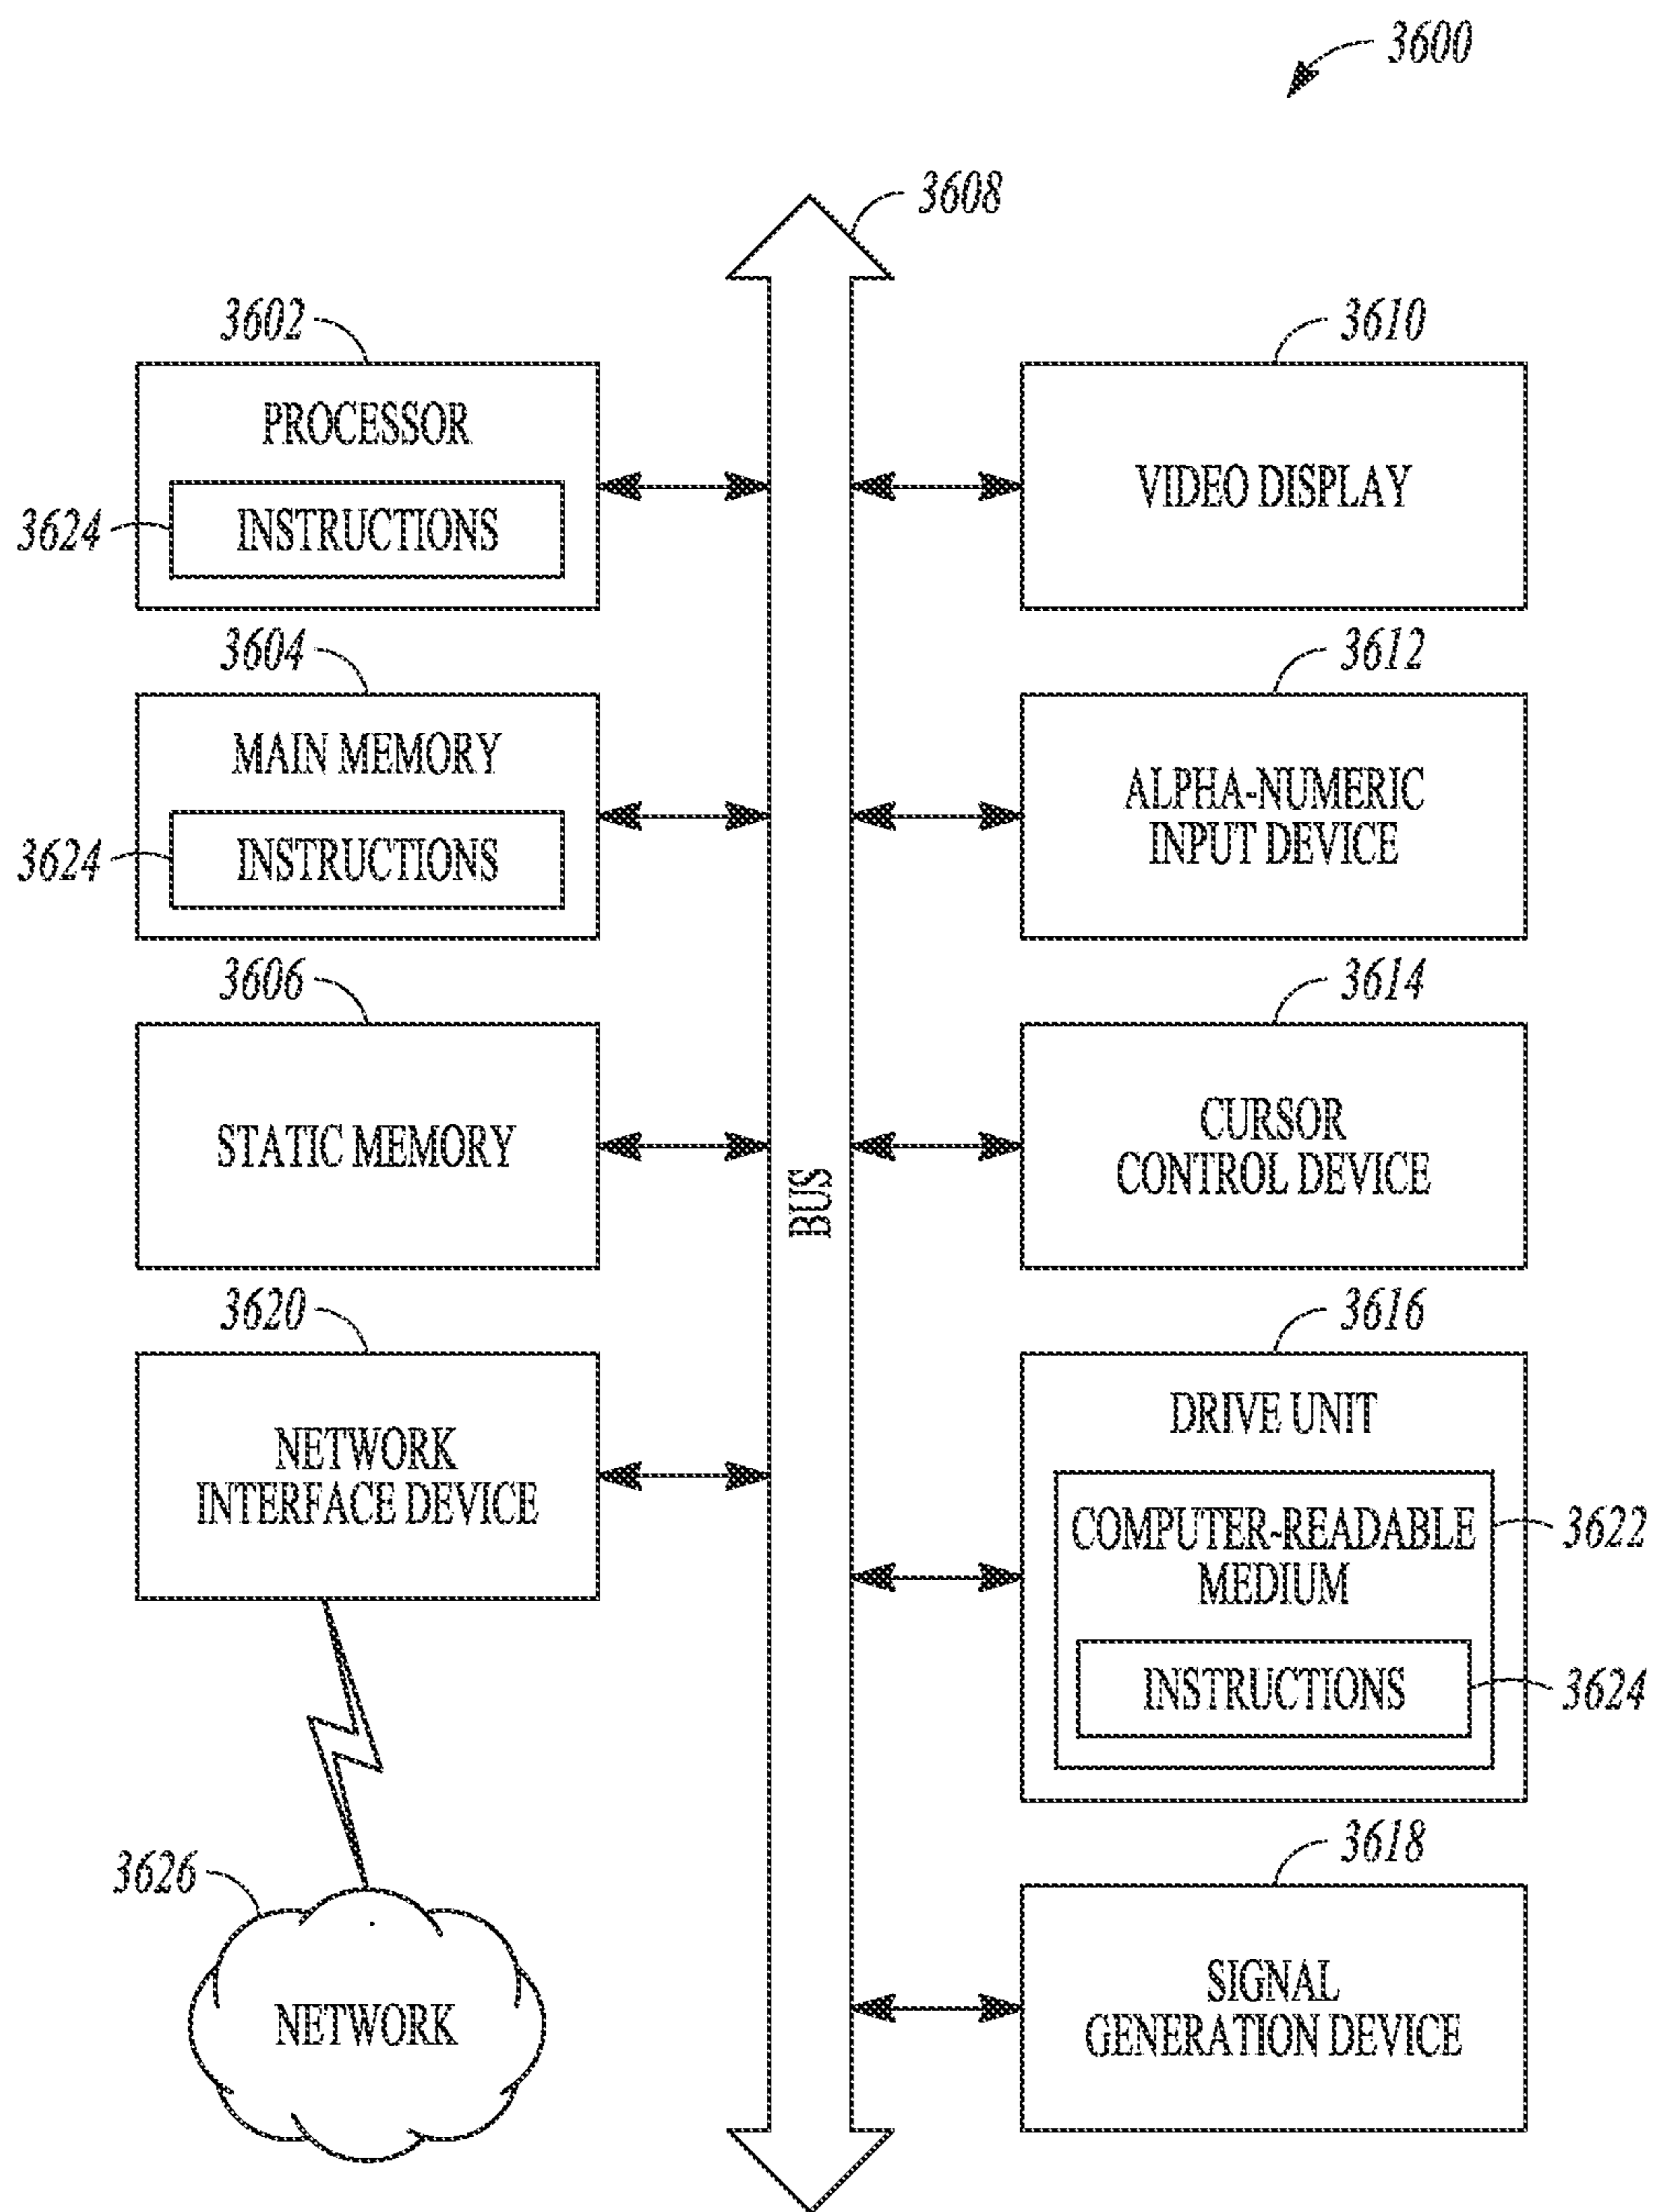 3600
3608
3602
PROCESSOR
3624
INSTRUCTIONS
3604
MAIN MEMORY
3624
INSTRUCTIONS
3606
STATIC MEMORY
3620
NETWORK
INTERFACE DEVICE
3626
NETWORK
BUS
3610
VIDEO DISPLAY
3612
ALPHA-NUMERIC
INPUT DEVICE
3614
CURSOR
CONTROL DEVICE
3616
DRIVE UNIT
COMPUTER-READABLE
MEDIUM
3622
INSTRUCTIONS
3624
3618
SIGNAL
GENERATION DEVICE